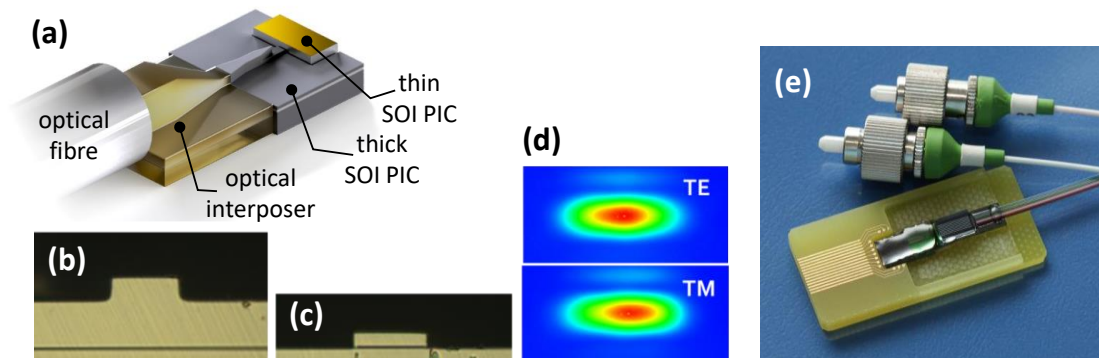 (a)
optical
fibre
optical
interposer
thin
SOI PIC
thick
SOI PIC
(b)
(c)
(d)
TE
TM
(e)